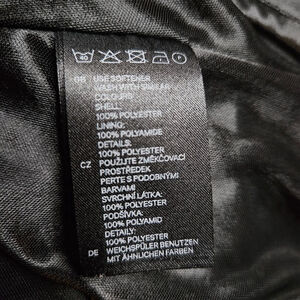 40
GB USE SOFTENER
WASH WITH SIMILAR
COLOURS
SHELL:
100% POLYESTER
LINING:
100% POLYAMIDE
DETAILS:
100% POLYESTER
CZ POUŽIJTE ZMĚKČOVACÍ
PROSTŘEDEK
PERTE S PODOBNÝMI
BARVAMI
SVRCHNÍ LÁTKA:
100% POLYESTER
PODŠÍVKA:
100% POLYAMID
DETAILY:
100% POLYESTER
DE WEICHSPÜLER BENUTZEN
MIT ÄHNLICHEN FARBEN